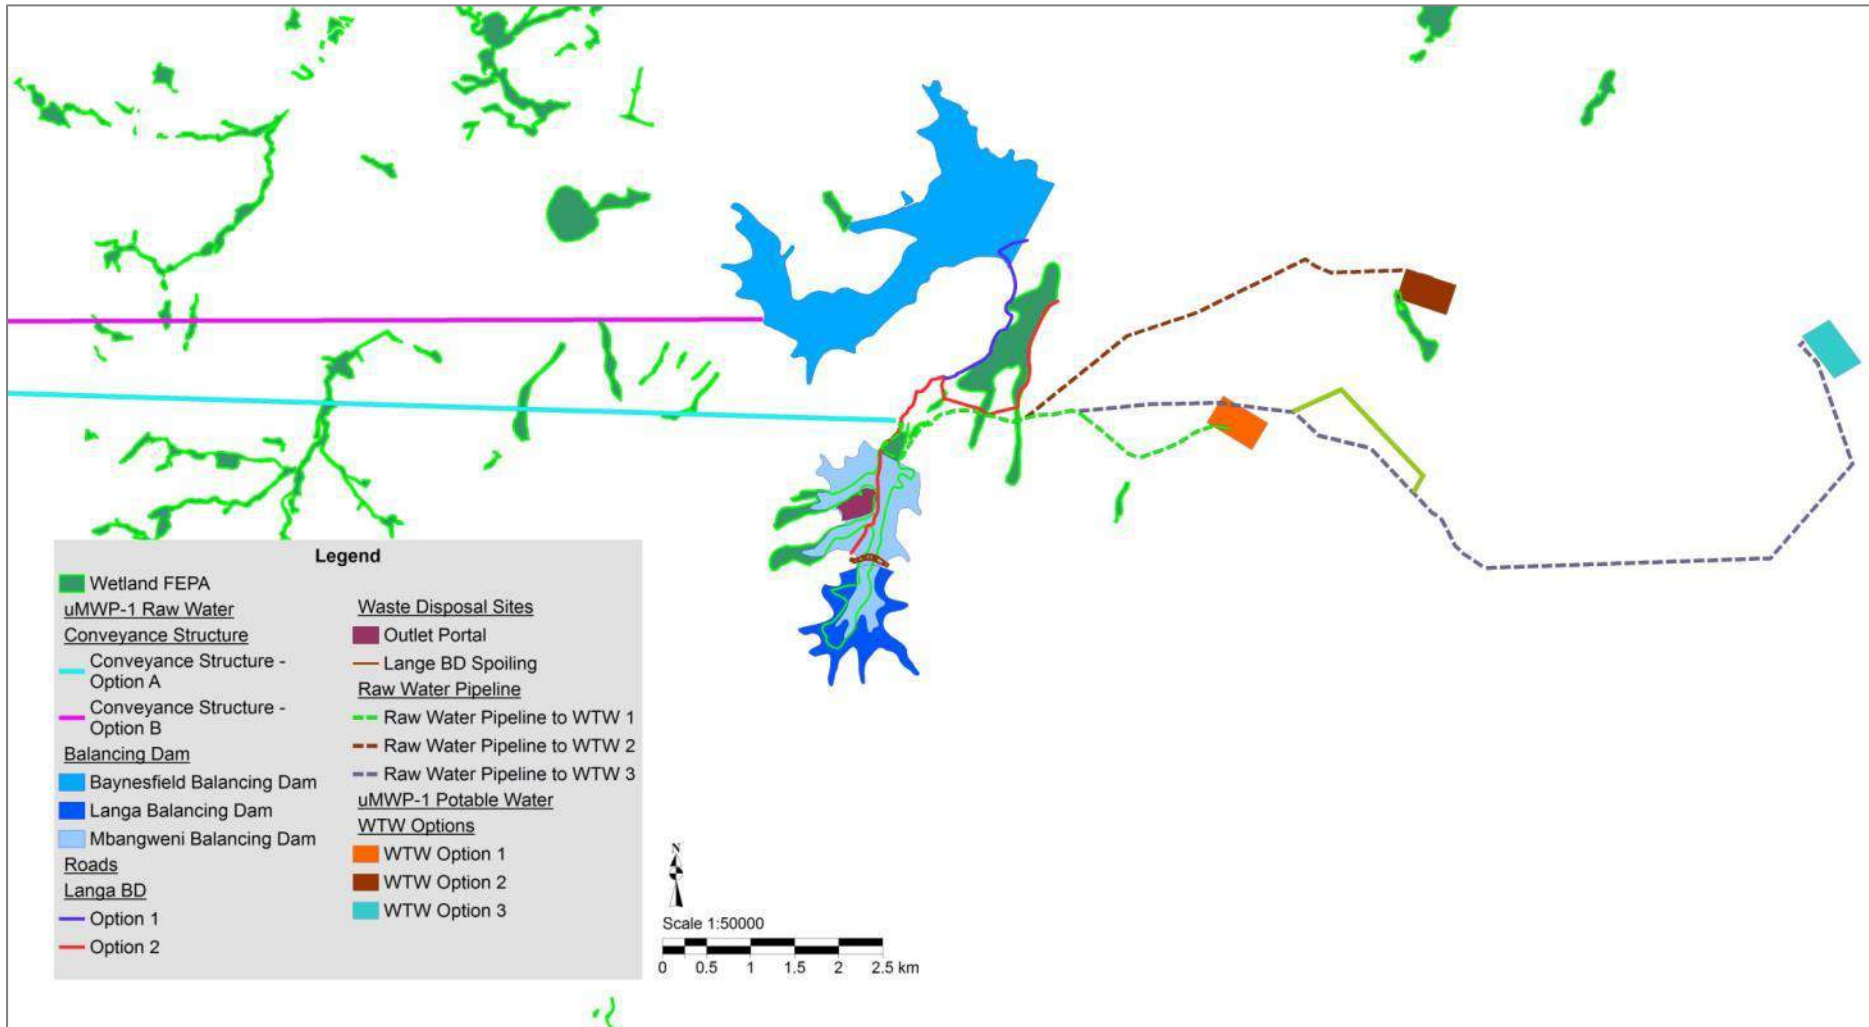 Legend
Wetland FEPA
uMWP-1 Raw Water
Conveyance Structure
Conveyance Structure -
Option A
Conveyance Structure -
Option B
Balancing Dam
Baynesfield Balancing Dam
Langa Balancing Dam
Mbangweni Balancing Dam
Roads
Langa BD
Option 1
Option 2
Waste Disposal Sites
Outlet Portal
Lange BD Spoiling
Raw Water Pipeline
Raw Water Pipeline to WTW 1
Raw Water Pipeline to WTW 2
Raw Water Pipeline to WTW 3
uMWP-1 Potable Water
WTW Options
WTW Option 1
WTW Option 2
WTW Option 3
N
Scale 1:50000
0 0.5 1 1.5 2 2.5 km